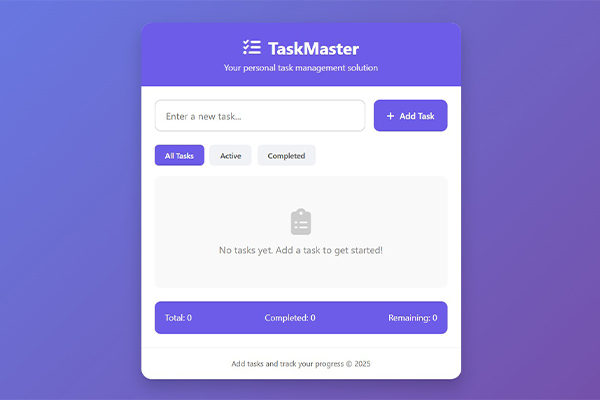 TaskMaster
Your personal task management solution
Enter a new task...
+ Add Task
All Tasks
Active
Completed
No tasks yet. Add a task to get started!
Total: 0
Completed: 0
Remaining: 0
Add tasks and track your progress © 2025